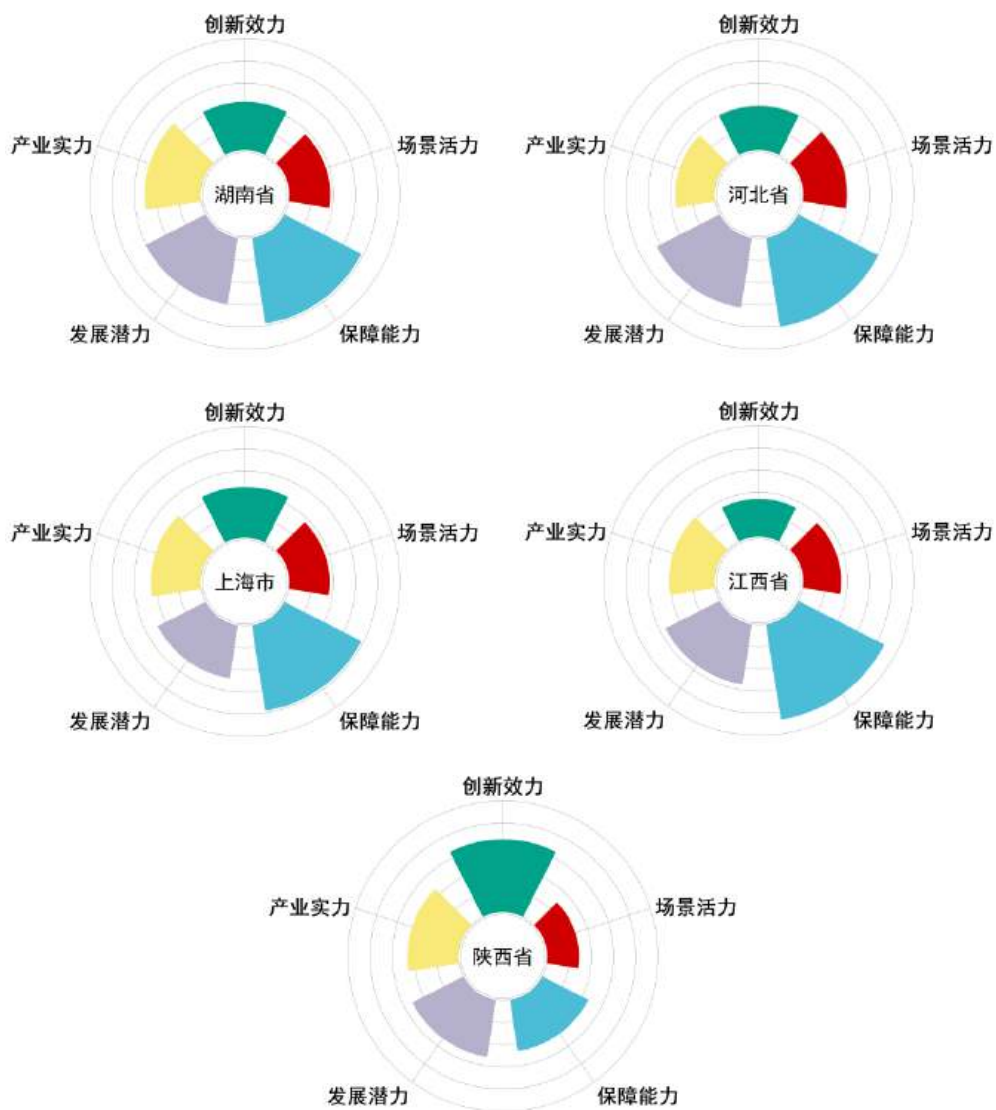 创新效力
产业实力
场景活力
湖南省
发展潜力
保障能力
创新效力
产业实力
场景活力
河北省
发展潜力
保障能力
创新效力
产业实力
场景活力
上海市
发展潜力
保障能力
创新效力
产业实力
场景活力
江西省
发展潜力
保障能力
创新效力
产业实力
场景活力
陕西省
发展潜力
保障能力